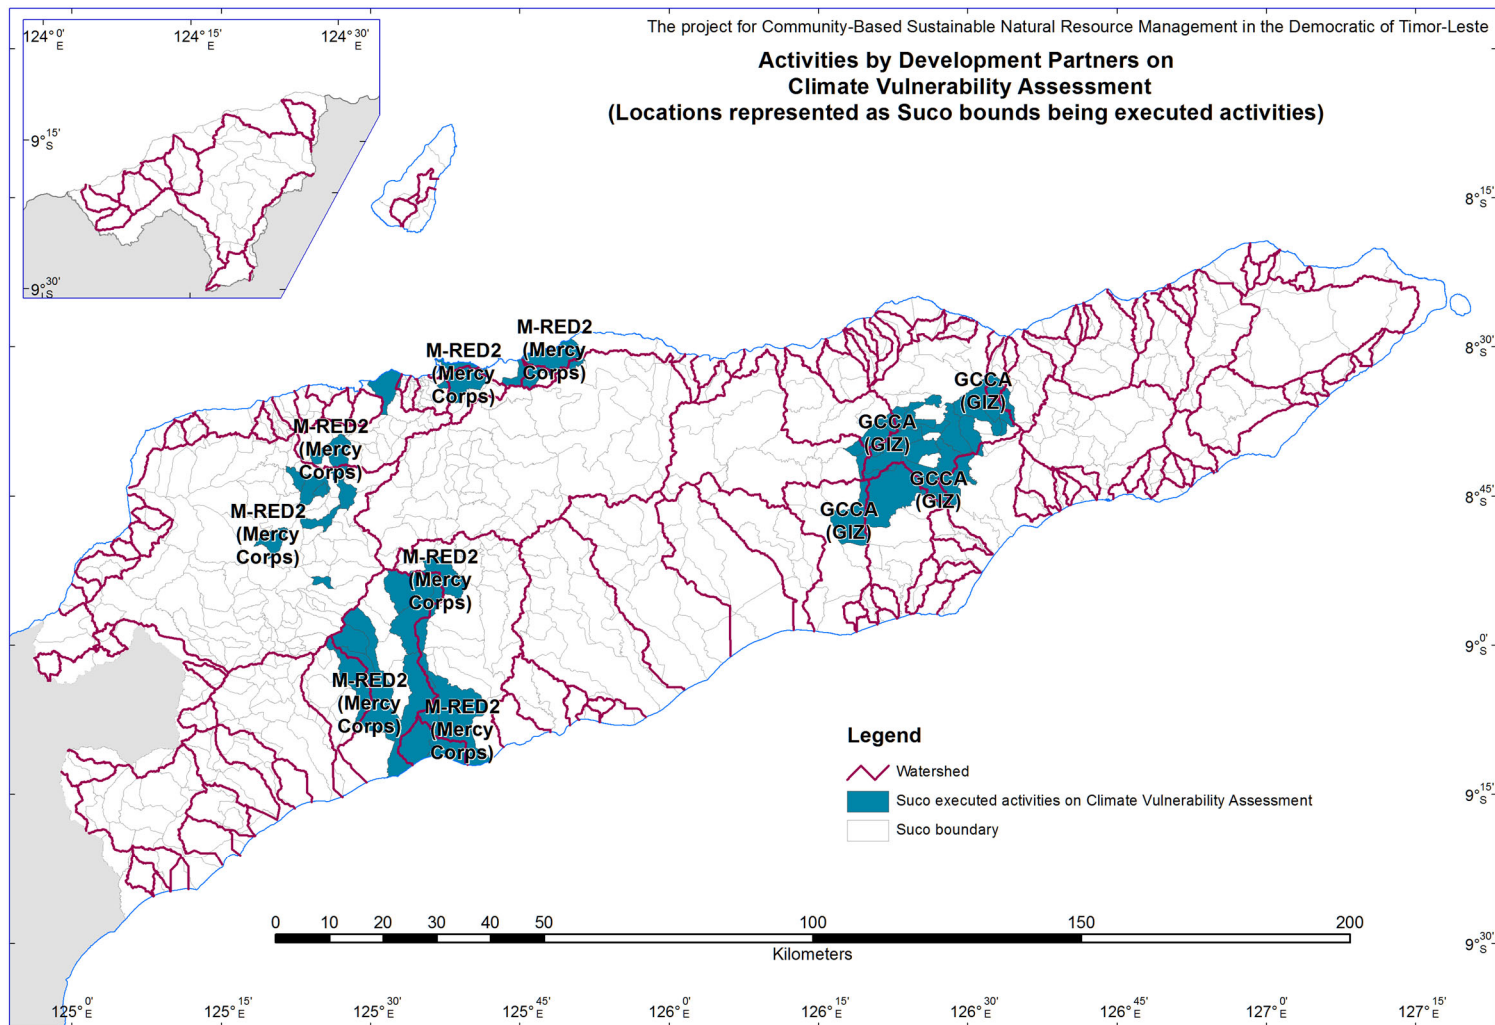 The project for Community-Based Sustainable Natural Resource Management in the Democratic of Timor-Leste
Activities by Development Partners on
Climate Vulnerability Assessment
(Locations represented as Suco bounds being executed activities)
124° 0' E
124° 15' E
124° 30' E
9° 15' S
9° 30' S
8° 15' S
8° 30' S
8° 45' S
9° 0' S
9° 15' S
9° 30' S
M-RED2
(Mercy
Corps)
M-RED2
(Mercy
Corps)
M-RED2
(Mercy
Corps)
M-RED2
(Mercy
Corps)
M-RED2
(Mercy
Corps)
M-RED2
(Mercy
Corps)
M-RED2
(Mercy
Corps)
GCCA
(GIZ)
GCCA
(GIZ)
GCCA
(GIZ)
GCCA
(GIZ)
Legend
Watershed
Suco executed activities on Climate Vulnerability Assessment
Suco boundary
0 10 20 30 40 50 100 150 200
Kilometers
125° 0' E
125° 15' E
125° 30' E
125° 45' E
126° 0' E
126° 15' E
126° 30' E
126° 45' E
127° 0' E
127° 15' E